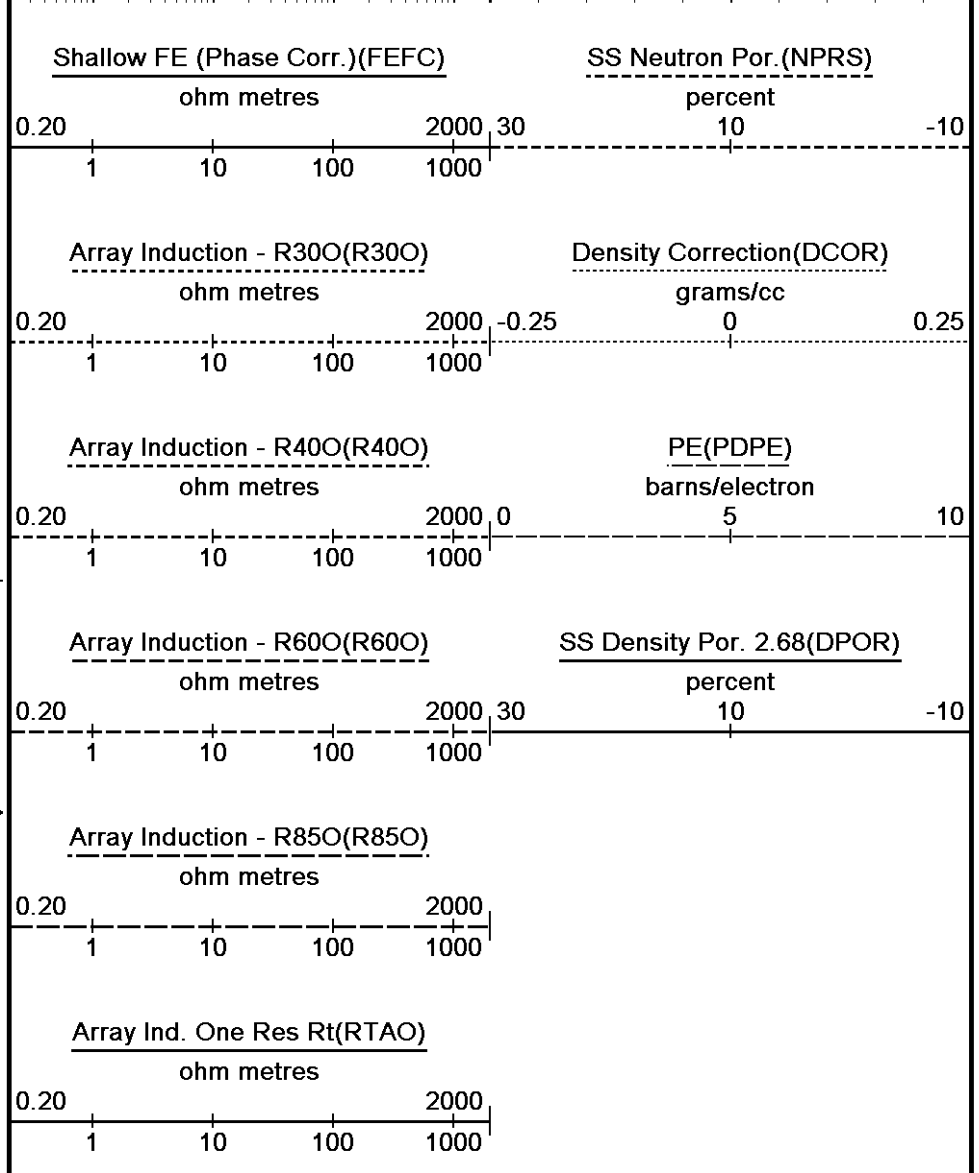 Shallow FE (Phase Corr.)(FEFC)
ohm metres
0.20 2000
1 10 100 1000
SS Neutron Por.(NPRS)
percent
30 10 -10
Array Induction - R30O(R30O)
ohm metres
0.20 2000
1 10 100 1000
Density Correction(DCOR)
grams/cc
-0.25 0 0.25
Array Induction - R40O(R40O)
ohm metres
0.20 2000
1 10 100 1000
PE(PDPE)
barns/electron
0 5 10
Array Induction - R60O(R60O)
ohm metres
0.20 2000
1 10 100 1000
SS Density Por. 2.68(DPOR)
percent
30 10 -10
Array Induction - R85O(R85O)
ohm metres
0.20 2000
1 10 100 1000
Array Ind. One Res Rt(RTAO)
ohm metres
0.20 2000
1 10 100 1000